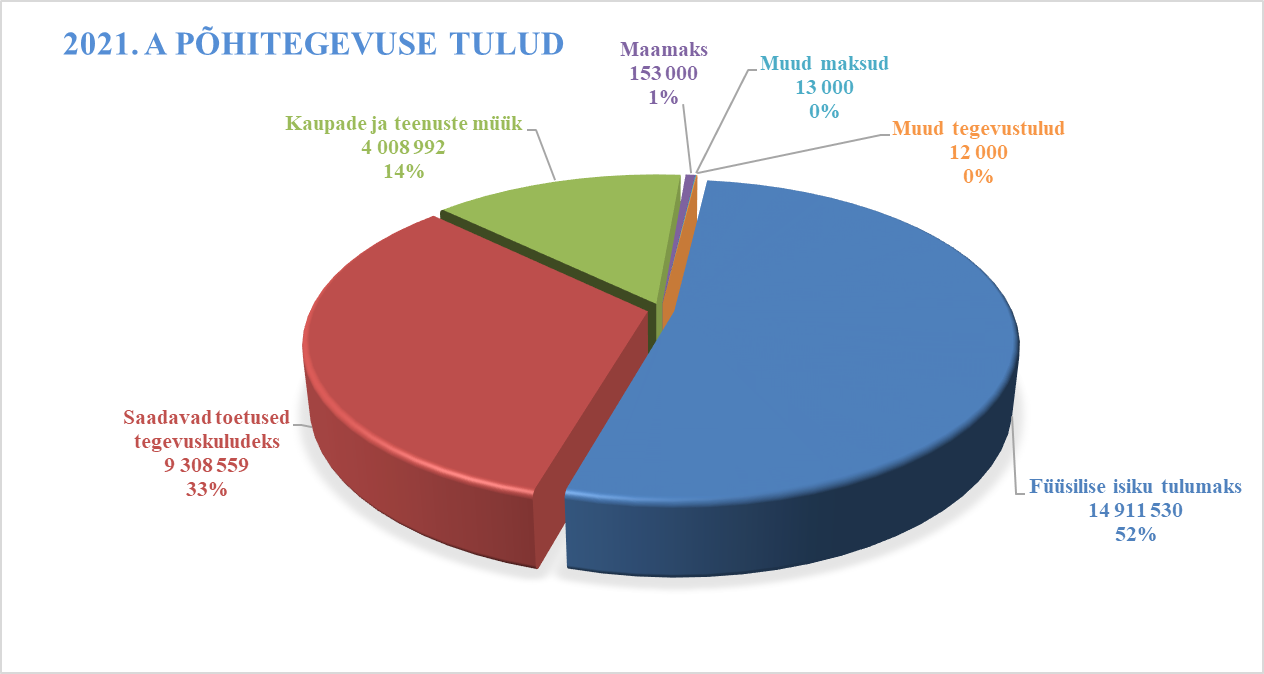 2021. A PÕHITEGEVUSE TULUD
Maamaks
153 000
1%
Muud maksud
13 000
0%
Kaupade ja teenuste müük
4 008 992
14%
Muud tegevustulud
12 000
0%
Saadavad toetused
tegevuskuludeks
9 308 559
33%
Füüsilise isiku tulumaks
14 911 530
52%